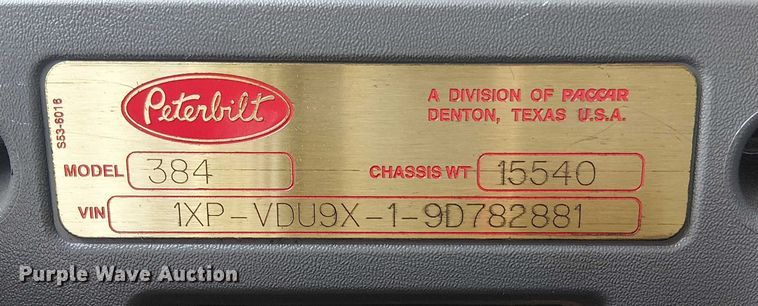 S53-6016
Peterbilt
A DIVISION OF PACCAR
DENTON, TEXAS U.S.A.
MODEL 384 CHASSIS WT 15540
VIN 1XP-VDU9X-1-9D782881
Purple Wave Auction